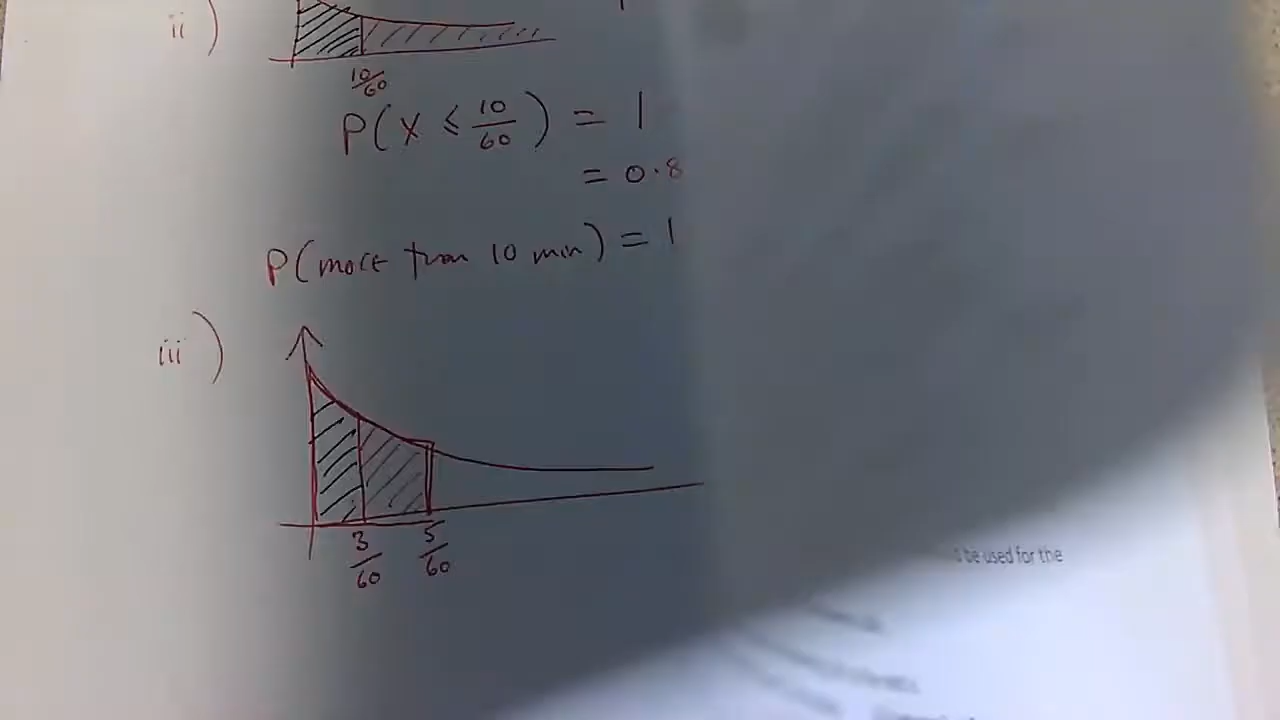 ii)
10/60
P(X ⩽ 10/60) = 1
= 0.8
P(more than 10 min) = 1
iii)
3/60 5/60
be used for the